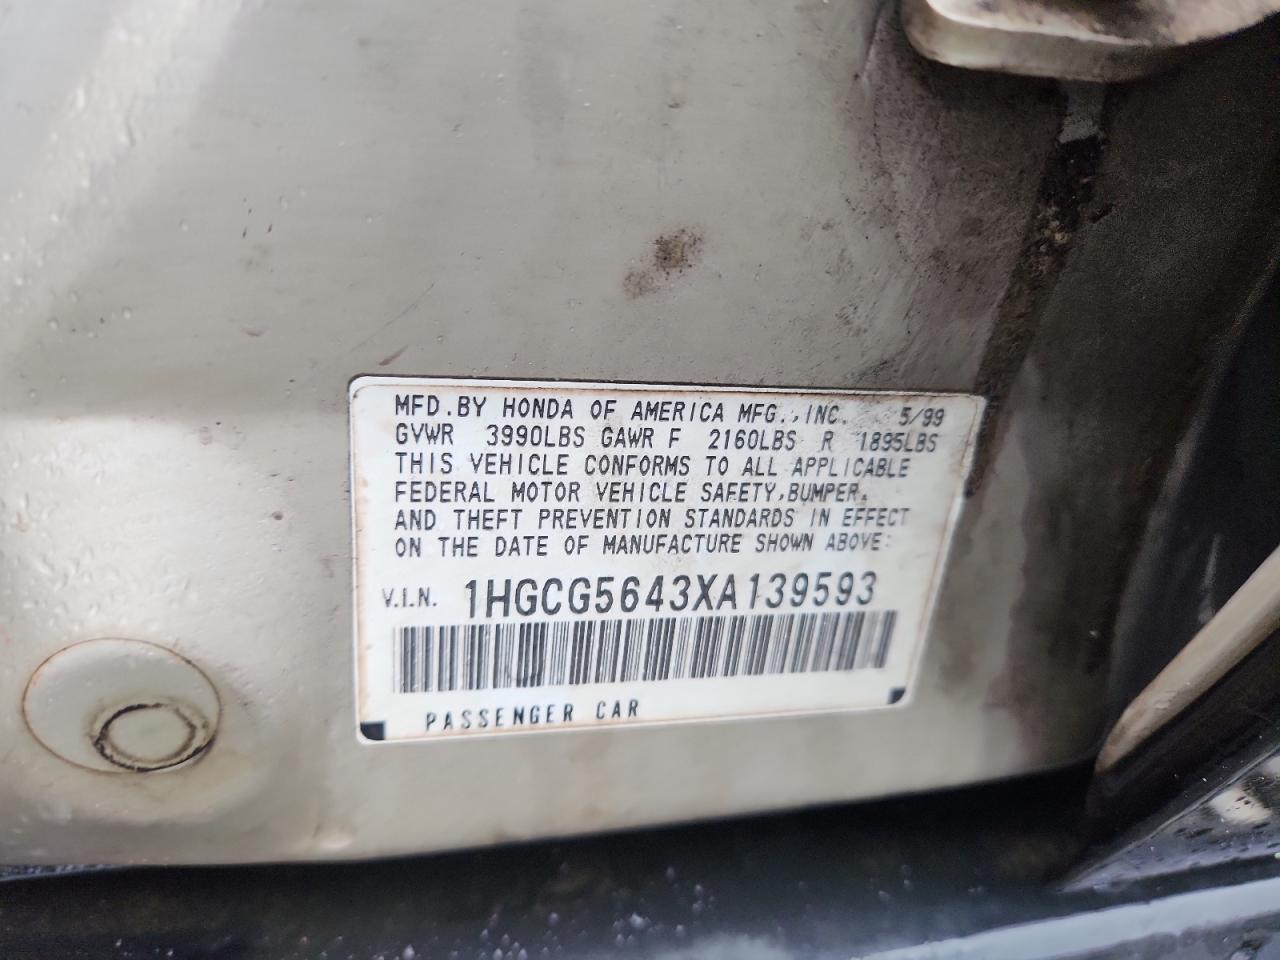 MFD.BY HONDA OF AMERICA MFG.,INC. 5/99
GVWR 3990LBS GAWR F 2160LBS R 1895LBS
THIS VEHICLE CONFORMS TO ALL APPLICABLE
FEDERAL MOTOR VEHICLE SAFETY,BUMPER,
AND THEFT PREVENTION STANDARDS IN EFFECT
ON THE DATE OF MANUFACTURE SHOWN ABOVE:
V.I.N. 1HGCG5643XA139593
PASSENGER CAR